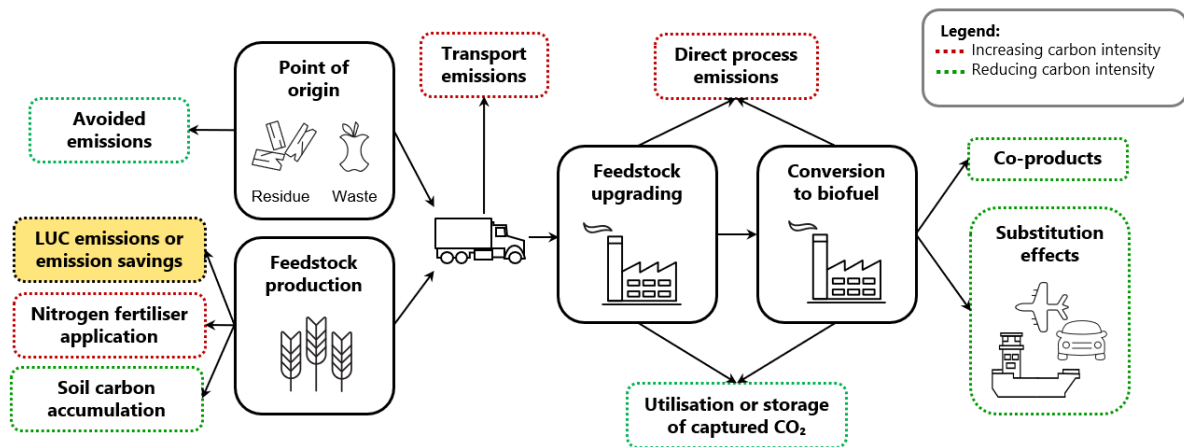 Legend:
Increasing carbon intensity
Reducing carbon intensity
Point of
origin
Residue
Waste
Avoided
emissions
Transport
emissions
Direct process
emissions
LUC emissions or
emission savings
Nitrogen fertiliser
application
Soil carbon
accumulation
Feedstock
production
Feedstock
upgrading
Conversion
to biofuel
Co-products
Substitution
effects
Utilisation or storage
of captured CO₂